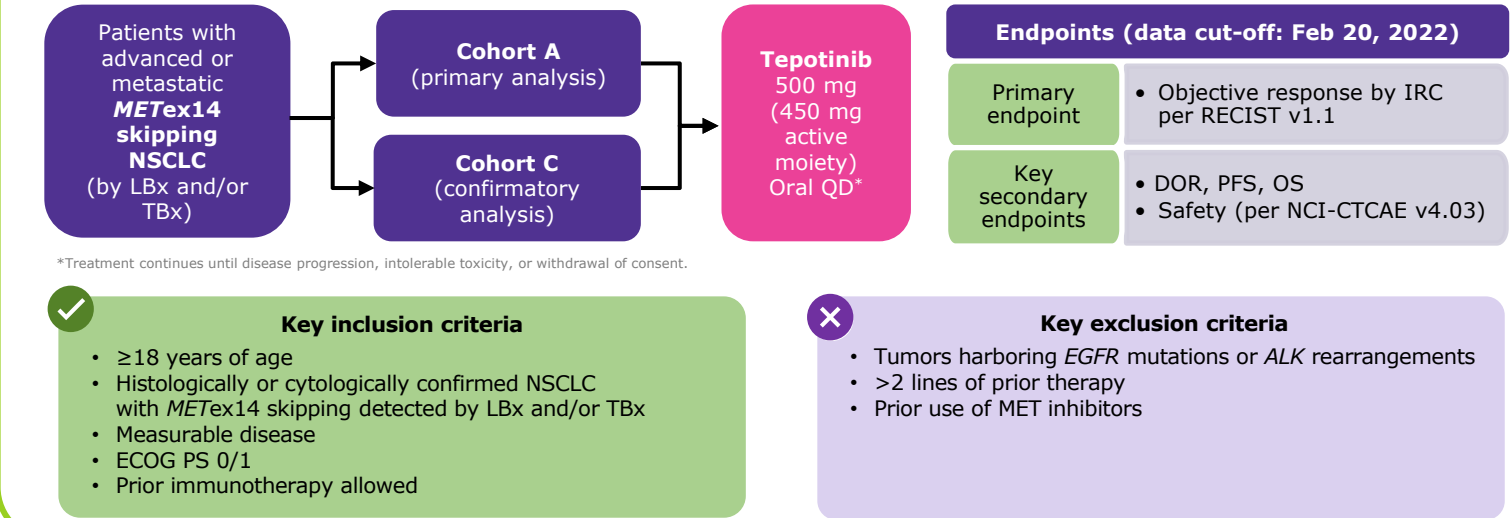 Patients with
advanced or
metastatic
METex14
skipping
NSCLC
(by LBx and/or
TBx)
Cohort A
(primary analysis)
Cohort C
(confirmatory
analysis)
Tepotinib
500 mg
(450 mg
active
moiety)
Oral QD*
Endpoints (data cut-off: Feb 20, 2022)
Primary
endpoint
• Objective response by IRC
per RECIST v1.1
Key
secondary
endpoints
• DOR, PFS, OS
• Safety (per NCI-CTCAE v4.03)
*Treatment continues until disease progression, intolerable toxicity, or withdrawal of consent.
Key inclusion criteria
• ≥18 years of age
• Histologically or cytologically confirmed NSCLC
with METex14 skipping detected by LBx and/or TBx
• Measurable disease
• ECOG PS 0/1
• Prior immunotherapy allowed
Key exclusion criteria
• Tumors harboring EGFR mutations or ALK rearrangements
• >2 lines of prior therapy
• Prior use of MET inhibitors